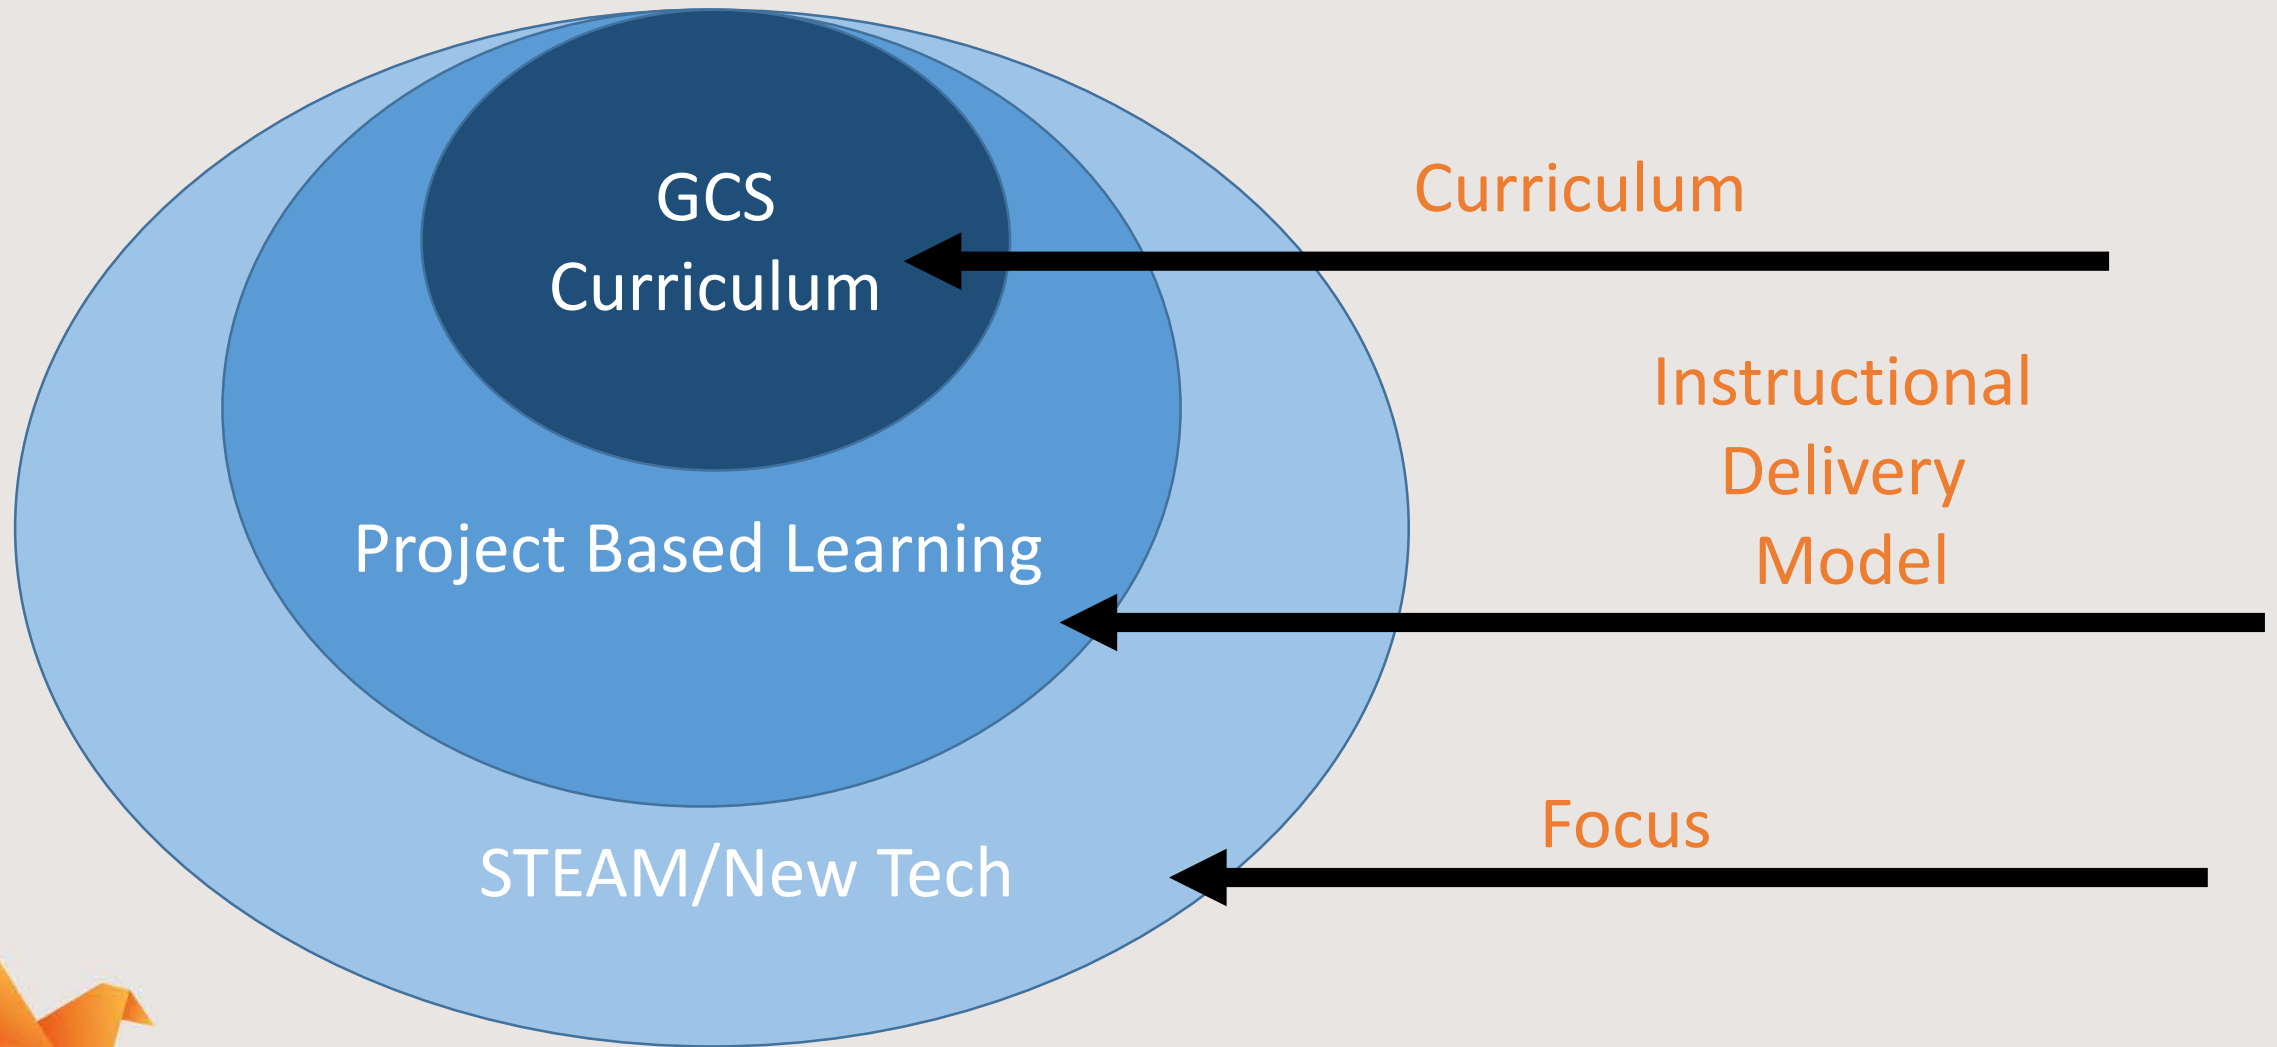 GCS
Curriculum
Project Based Learning
STEAM/New Tech
Curriculum
Instructional
Delivery
Model
Focus